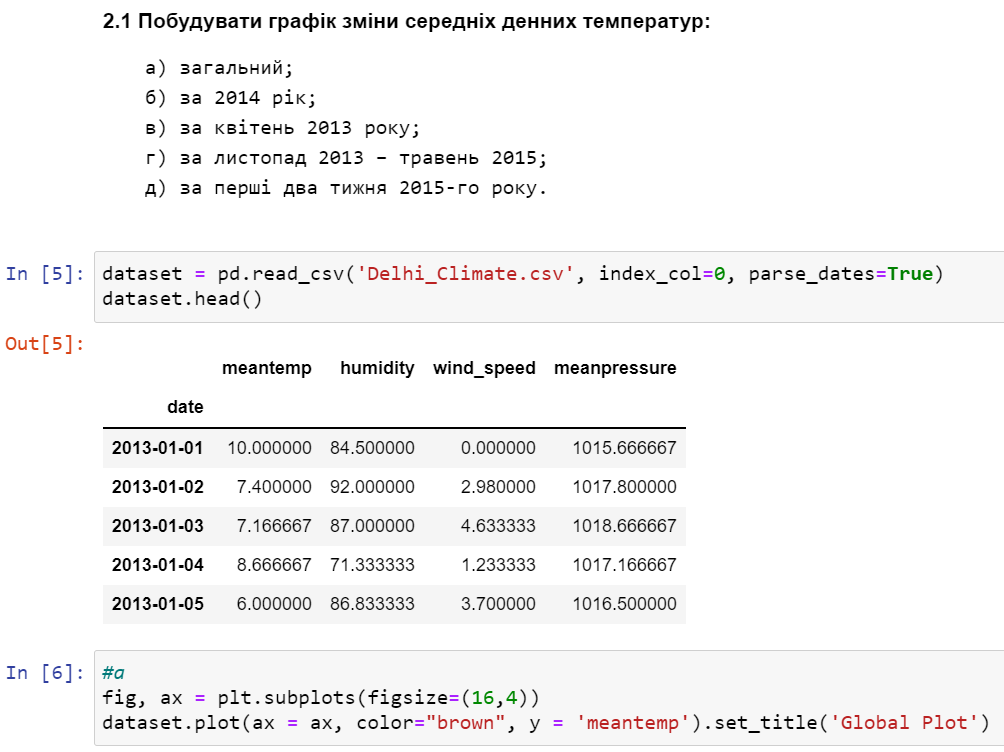 2.1 Побудувати графік зміни середніх денних температур:
а) загальний;
б) за 2014 рік;
в) за квітень 2013 року;
г) за листопад 2013 – травень 2015;
д) за перші два тижня 2015-го року.
In [5]: dataset = pd.read_csv('Delhi_Climate.csv', index_col=0, parse_dates=True)
dataset.head()
Out[5]:
meantemp humidity wind_speed meanpressure
date
2013-01-01 10.000000 84.500000 0.000000 1015.666667
2013-01-02 7.400000 92.000000 2.980000 1017.800000
2013-01-03 7.166667 87.000000 4.633333 1018.666667
2013-01-04 8.666667 71.333333 1.233333 1017.166667
2013-01-05 6.000000 86.833333 3.700000 1016.500000
In [6]: #а
fig, ax = plt.subplots(figsize=(16,4))
dataset.plot(ax = ax, color="brown", y = 'meantemp').set_title('Global Plot')